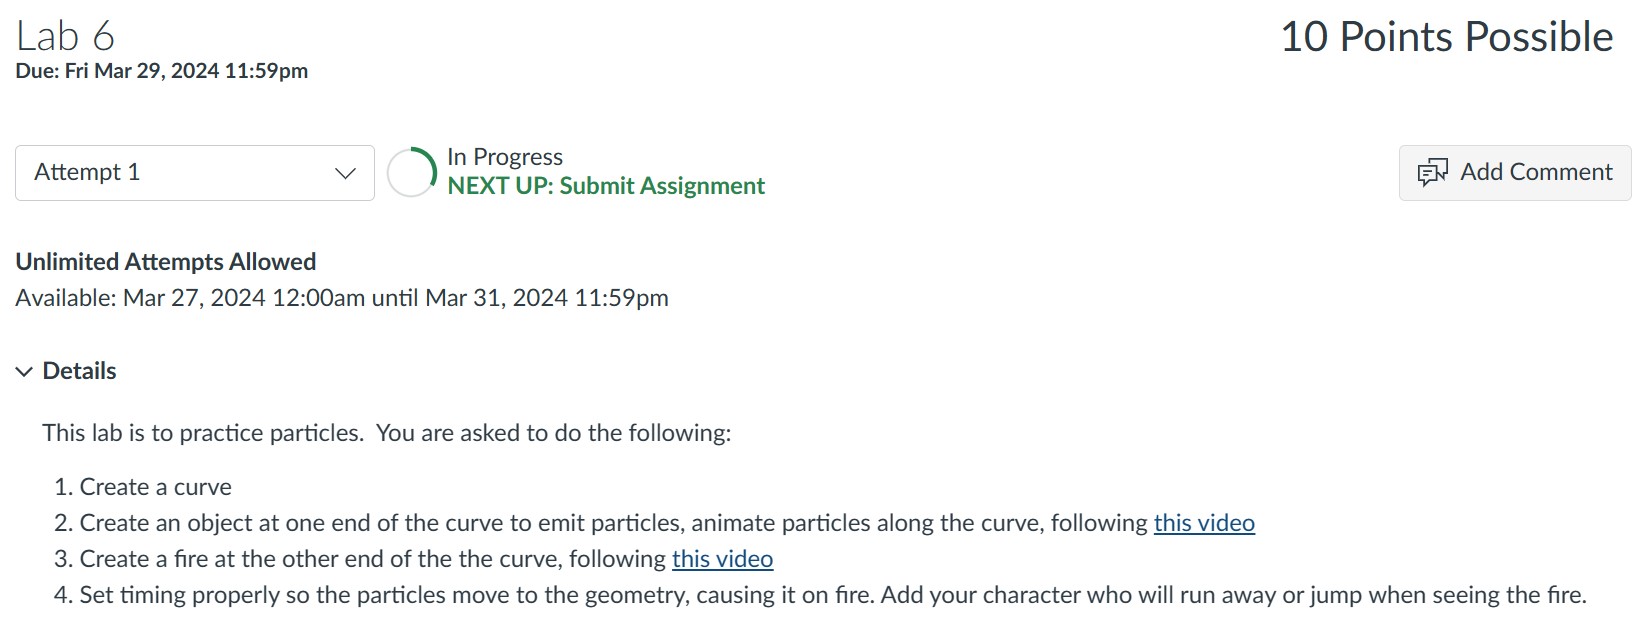 Lab 6
10 Points Possible
Due: Fri Mar 29, 2024 11:59pm
Attempt 1
In Progress
NEXT UP: Submit Assignment
Add Comment
Unlimited Attempts Allowed
Available: Mar 27, 2024 12:00am until Mar 31, 2024 11:59pm
Details
This lab is to practice particles.  You are asked to do the following:
1. Create a curve
2. Create an object at one end of the curve to emit particles, animate particles along the curve, following this video
3. Create a fire at the other end of the the curve, following this video
4. Set timing properly so the particles move to the geometry, causing it on fire. Add your character who will run away or jump when seeing the fire.